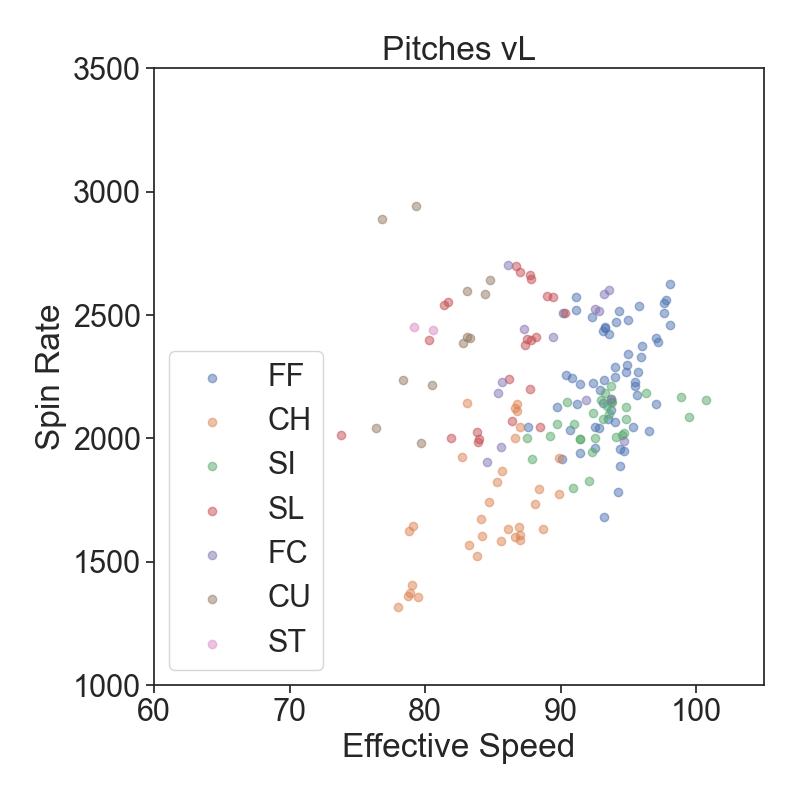 Pitches vL
3500
3000
2500
2000
1500
1000
Spin Rate
FF
CH
SI
SL
FC
CU
ST
60 70 80 90 100
Effective Speed